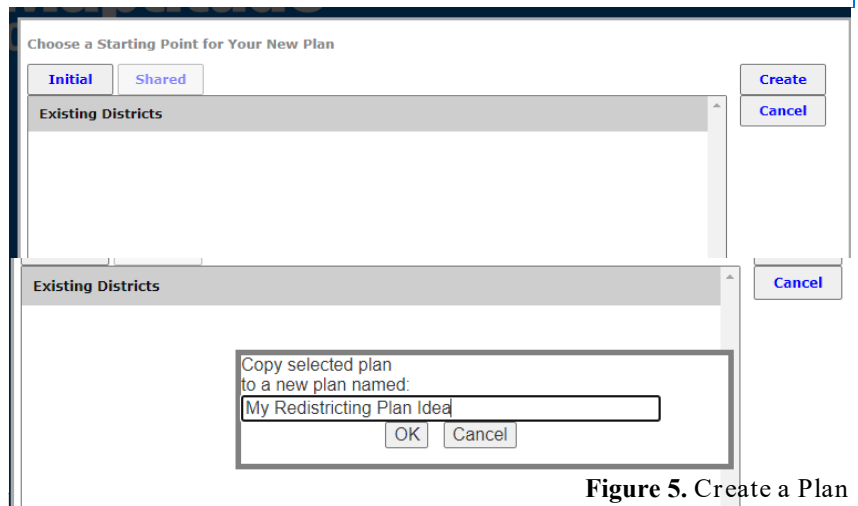 Choose a Starting Point for Your New Plan
Initial Shared Create
Existing Districts Cancel
Existing Districts Cancel
Copy selected plan
to a new plan named:
My Redistricting Plan Idea
OK Cancel
Figure 5. Create a Plan